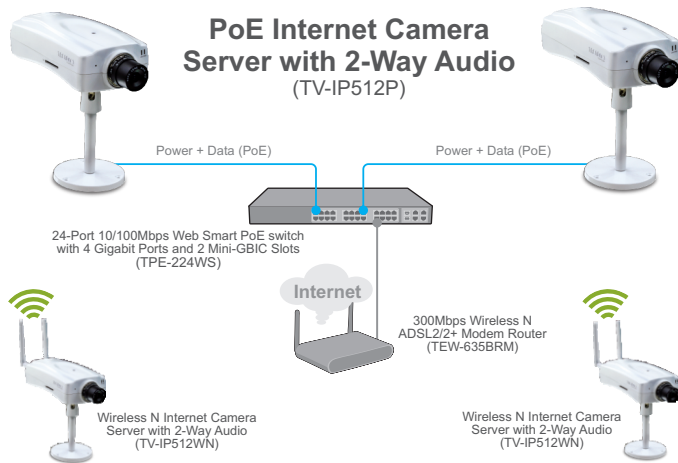 PoE Internet Camera
Server with 2-Way Audio
(TV-IP512P)
Power + Data (PoE)
Power + Data (PoE)
24-Port 10/100Mbps Web Smart PoE switch
with 4 Gigabit Ports and 2 Mini-GBIC Slots
(TPE-224WS)
Internet
300Mbps Wireless N
ADSL2/2+ Modem Router
(TEW-635BRM)
Wireless N Internet Camera
Server with 2-Way Audio
(TV-IP512WN)
Wireless N Internet Camera
Server with 2-Way Audio
(TV-IP512WN)